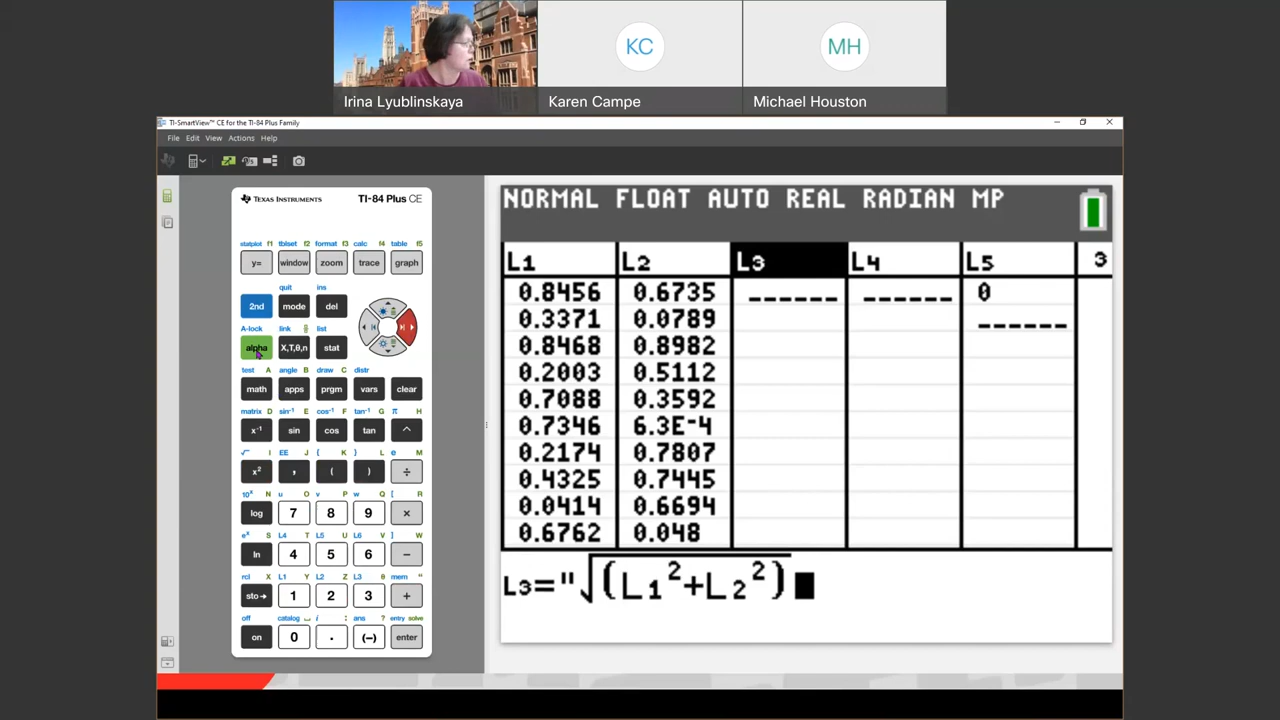 KC
MH
Irina Lyublinskaya
Karen Campe
Michael Houston
TI-SmartView™ CE for the TI-84 Plus Family
File Edit View Actions Help
TEXAS INSTRUMENTS TI-84 Plus CE
statplot f1 tblset f2 format f3 calc f4 table f5
y= window zoom trace graph
quit ins
2nd mode del
A-lock link list
alpha X,T,θ,n stat
test A angle B draw C distr
math apps prgm vars clear
matrix D sin⁻¹ E cos⁻¹ F tan⁻¹ G π H
x⁻¹ sin cos tan ^
√ I EE J { K } L e M
x² , ( ) ÷
10ˣ N u O v P w Q [ R
log 7 8 9 ×
eˣ S L4 T L5 U L6 V ] W
ln 4 5 6 −
rcl X L1 Y L2 Z L3 θ mem "
sto→ 1 2 3 +
off catalog i : ans ? entry solve
on 0 . (−) enter
NORMAL FLOAT AUTO REAL RADIAN MP
L1 L2 L3 L4 L5 3
0.8456 0.6735 ------ ------ 0
0.3371 0.0789 ------
0.8468 0.8982
0.2003 0.5112
0.7088 0.3592
0.7346 6.3E-4
0.2174 0.7807
0.4325 0.7445
0.0414 0.6694
0.6762 0.048
L3="√(L1²+L2²)